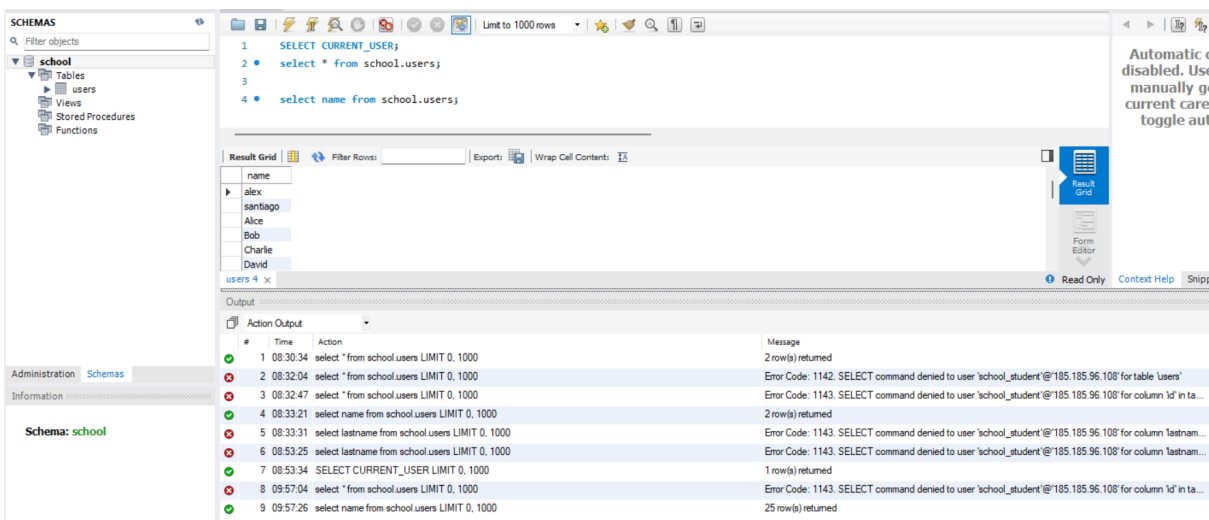 SCHEMAS
Filter objects
school
Tables
users
Views
Stored Procedures
Functions
Administration Schemas
Information
Schema: school
Limit to 1000 rows
1 SELECT CURRENT_USER;
2 select * from school.users;
3
4 select name from school.users;
Result Grid Filter Rows: Export: Wrap Cell Content:
name
alex
santiago
Alice
Bob
Charlie
David
Result
Grid
Form
Editor
users 4
Read Only Context Help Snipp
Automatic c
disabled. Use
manually ge
current care
toggle aut
Output
Action Output
# Time Action Message
1 08:30:34 select * from school.users LIMIT 0, 1000 2 row(s) returned
2 08:32:04 select * from school.users LIMIT 0, 1000 Error Code: 1142. SELECT command denied to user 'school_student'@'185.185.96.108' for table 'users'
3 08:32:47 select * from school.users LIMIT 0, 1000 Error Code: 1143. SELECT command denied to user 'school_student'@'185.185.96.108' for column 'id' in ta...
4 08:33:21 select name from school.users LIMIT 0, 1000 2 row(s) returned
5 08:33:31 select lastname from school.users LIMIT 0, 1000 Error Code: 1143. SELECT command denied to user 'school_student'@'185.185.96.108' for column 'lastnam...
6 08:53:25 select lastname from school.users LIMIT 0, 1000 Error Code: 1143. SELECT command denied to user 'school_student'@'185.185.96.108' for column 'lastnam...
7 08:53:34 SELECT CURRENT_USER LIMIT 0, 1000 1 row(s) returned
8 09:57:04 select * from school.users LIMIT 0, 1000 Error Code: 1143. SELECT command denied to user 'school_student'@'185.185.96.108' for column 'id' in ta...
9 09:57:26 select name from school.users LIMIT 0, 1000 25 row(s) returned